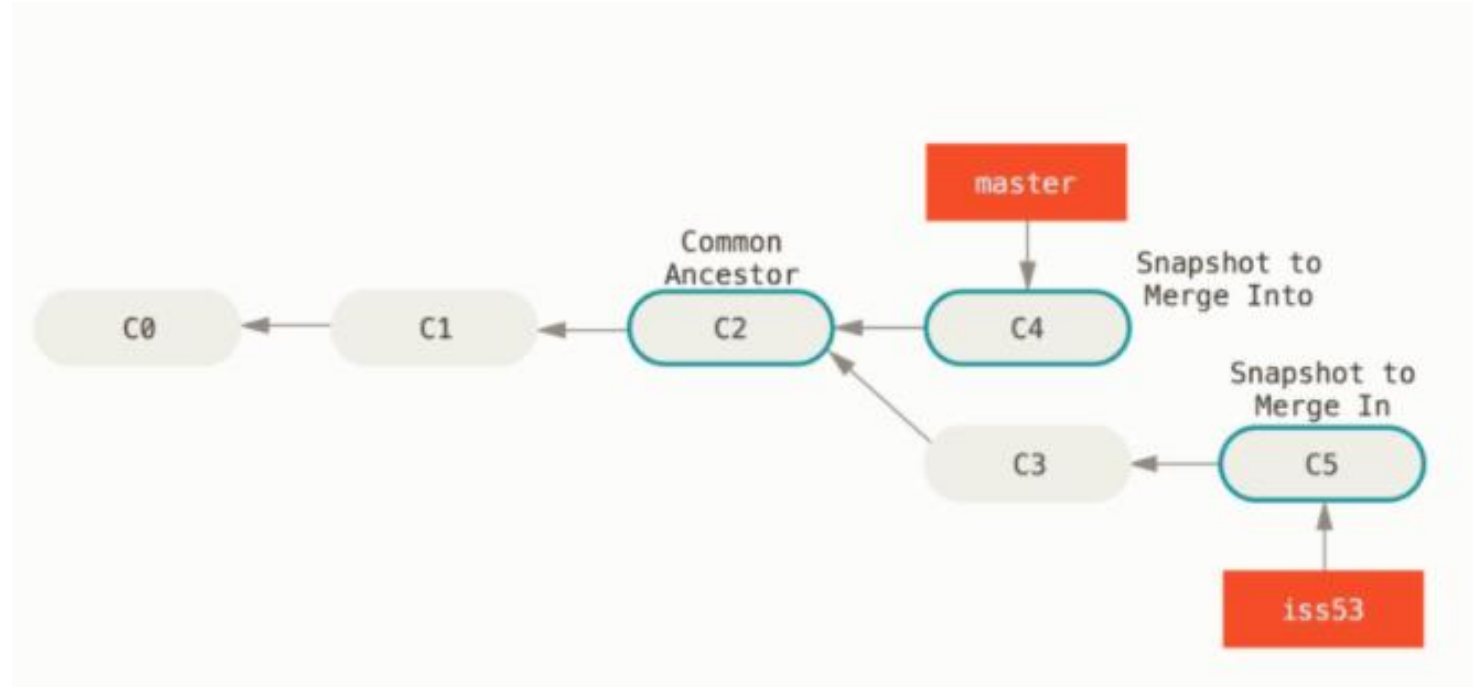 master
Common
Ancestor
Snapshot to
Merge Into
C0
C1
C2
C4
Snapshot to
Merge In
C3
C5
iss53